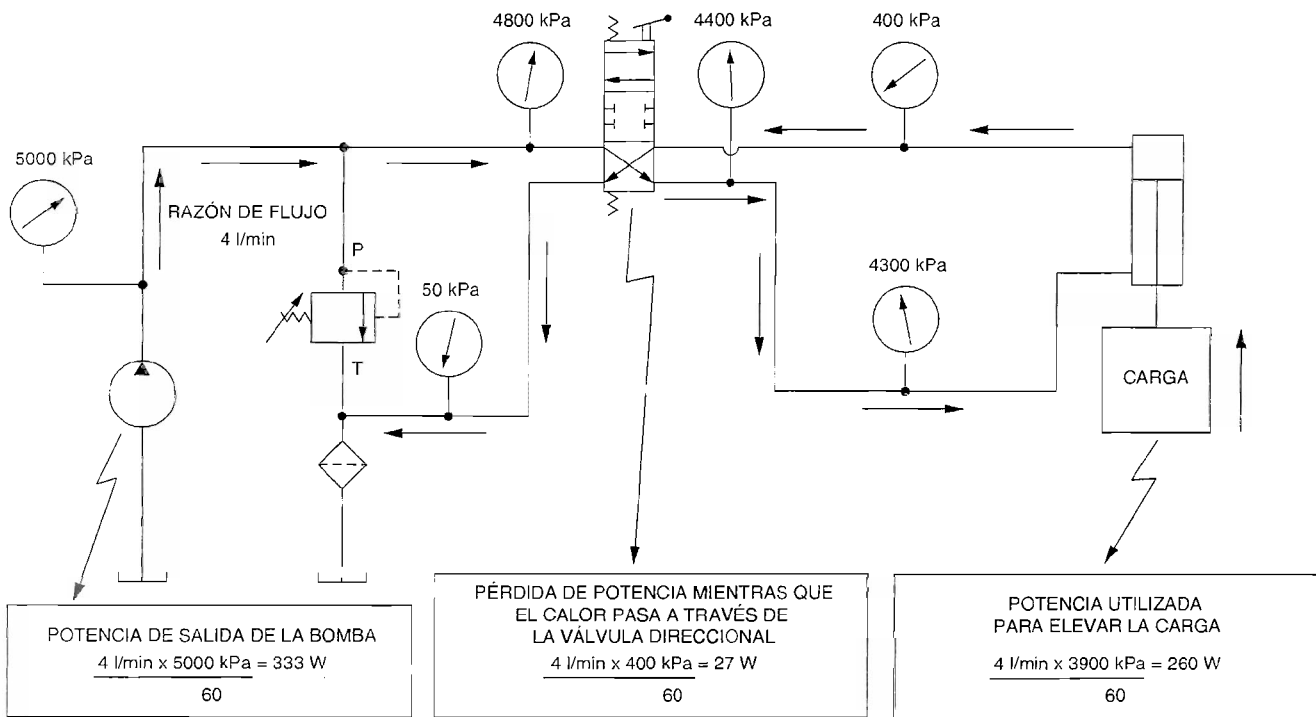 4800 kPa
4400 kPa
400 kPa
5000 kPa
RAZÓN DE FLUJO
4 l/min
P
50 kPa
T
4300 kPa
CARGA
POTENCIA DE SALIDA DE LA BOMBA
4 l/min x 5000 kPa = 333 W
60
PÉRDIDA DE POTENCIA MIENTRAS QUE
EL CALOR PASA A TRAVÉS DE
LA VÁLVULA DIRECCIONAL
4 l/min x 400 kPa = 27 W
60
POTENCIA UTILIZADA
PARA ELEVAR LA CARGA
4 l/min x 3900 kPa = 260 W
60